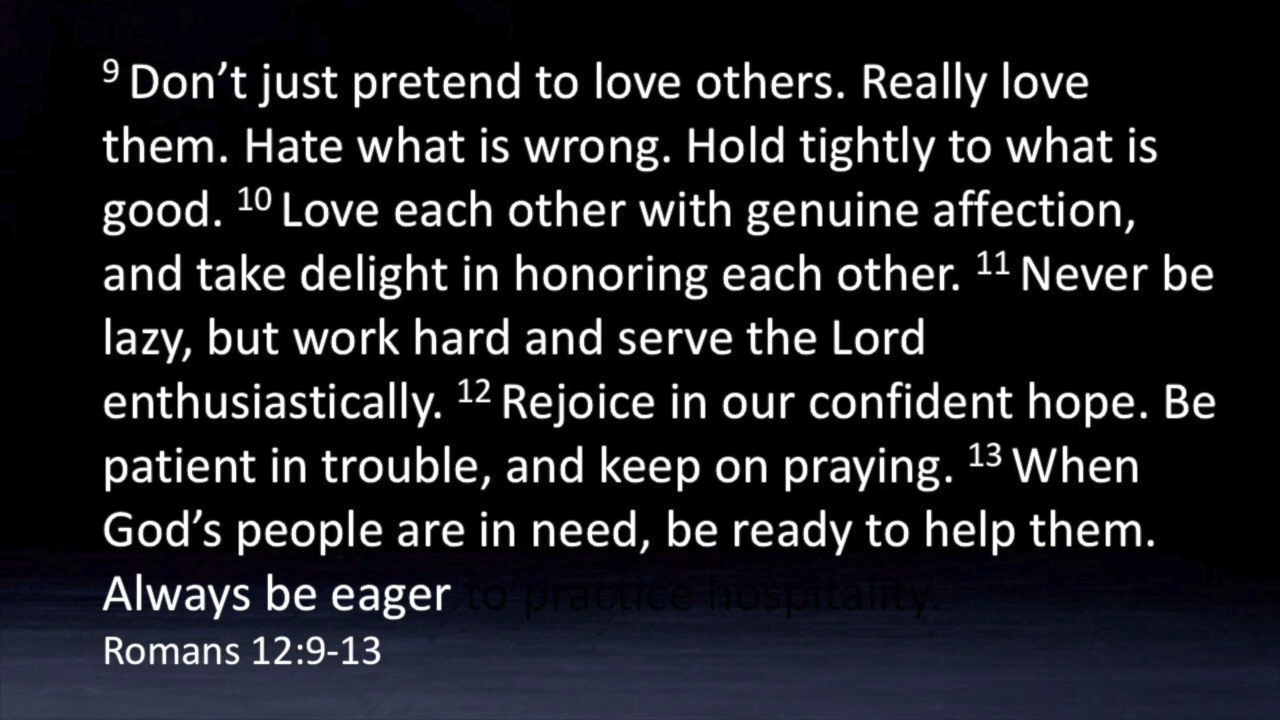 9 Don’t just pretend to love others. Really love
them. Hate what is wrong. Hold tightly to what is
good. 10 Love each other with genuine affection,
and take delight in honoring each other. 11 Never be
lazy, but work hard and serve the Lord
enthusiastically. 12 Rejoice in our confident hope. Be
patient in trouble, and keep on praying. 13 When
God’s people are in need, be ready to help them.
Always be eager to practice hospitality.
Romans 12:9-13